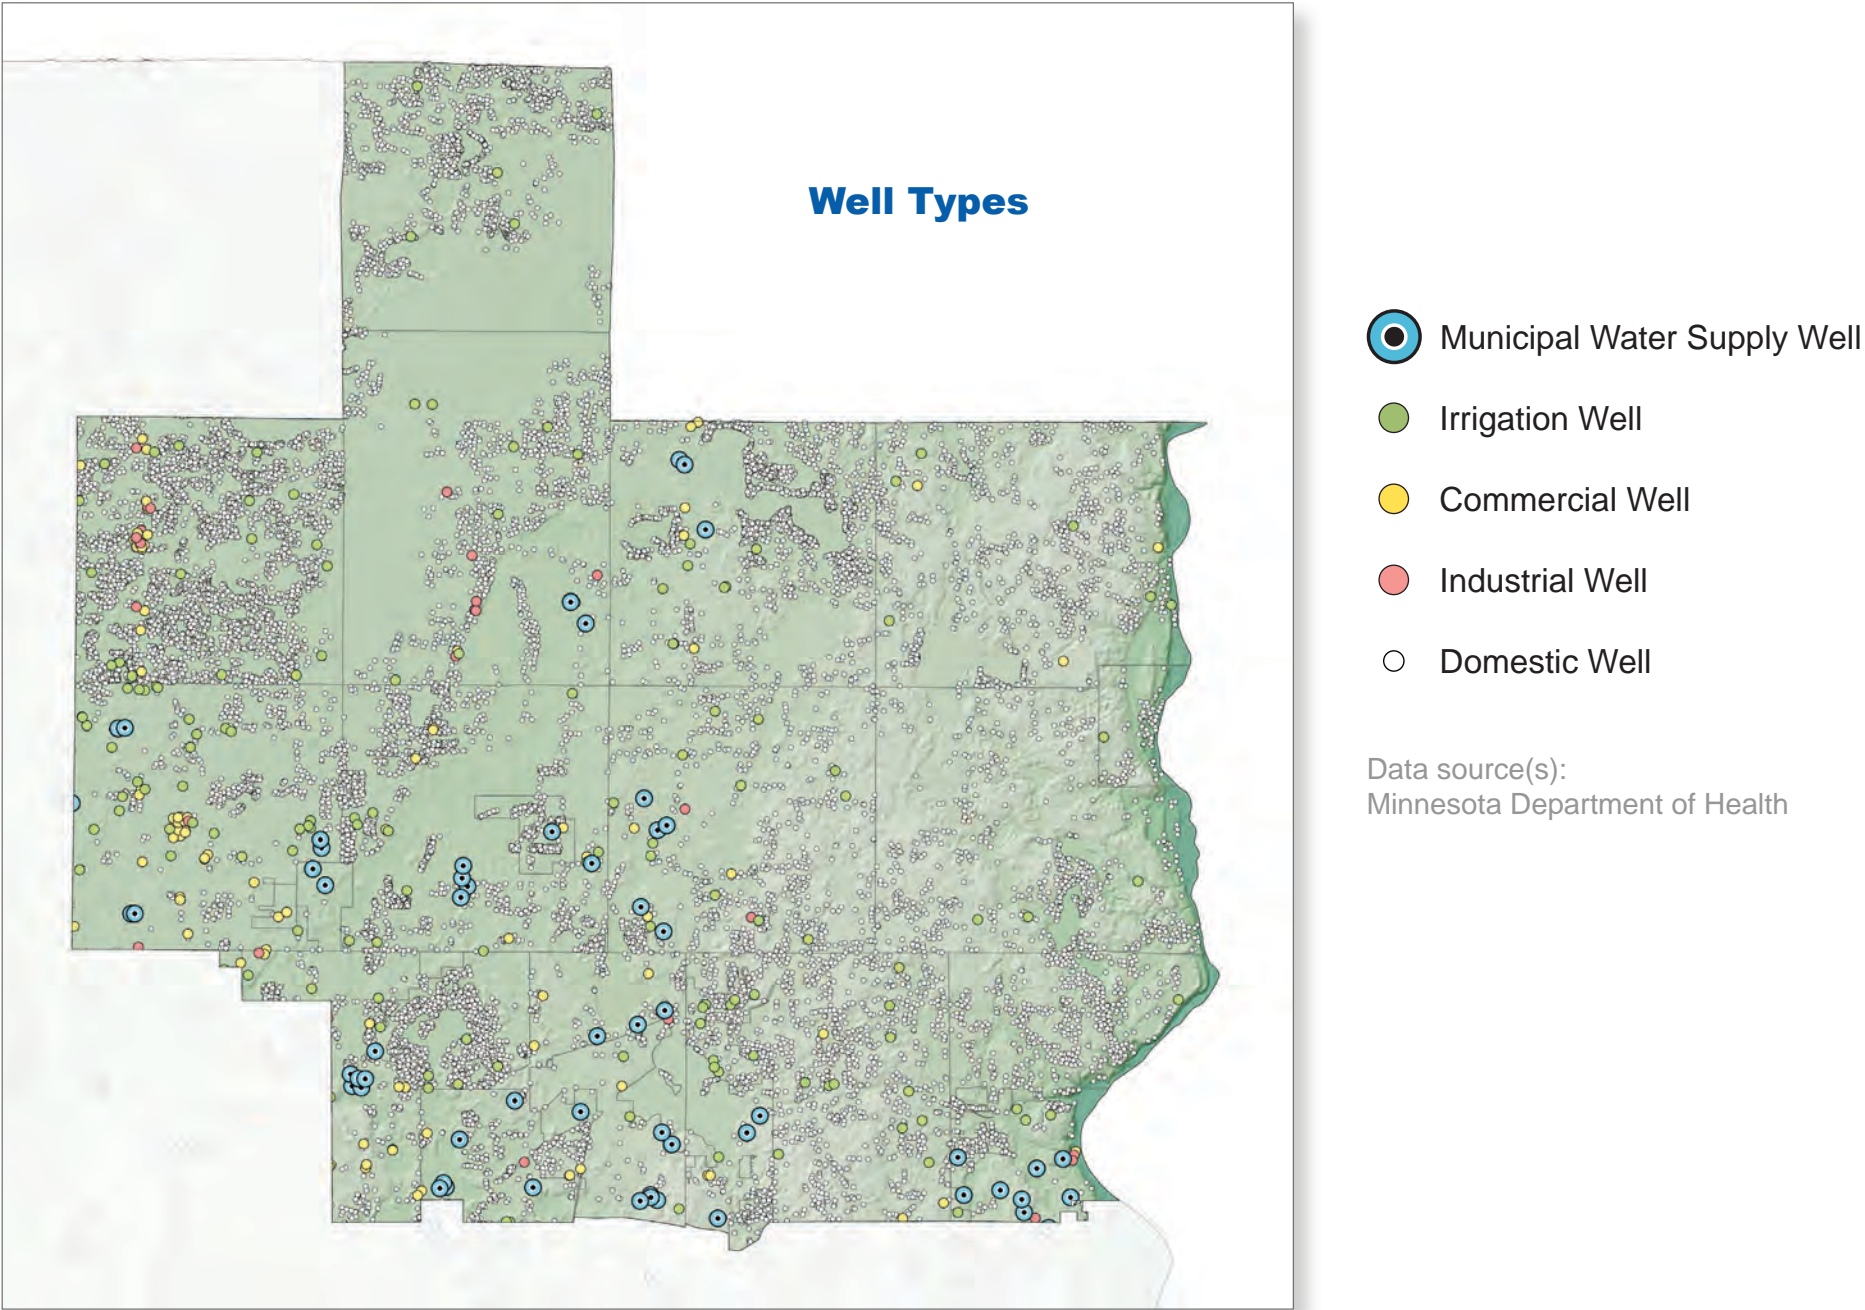 Well Types
Municipal Water Supply Well
Irrigation Well
Commercial Well
Industrial Well
Domestic Well
Data source(s):
Minnesota Department of Health